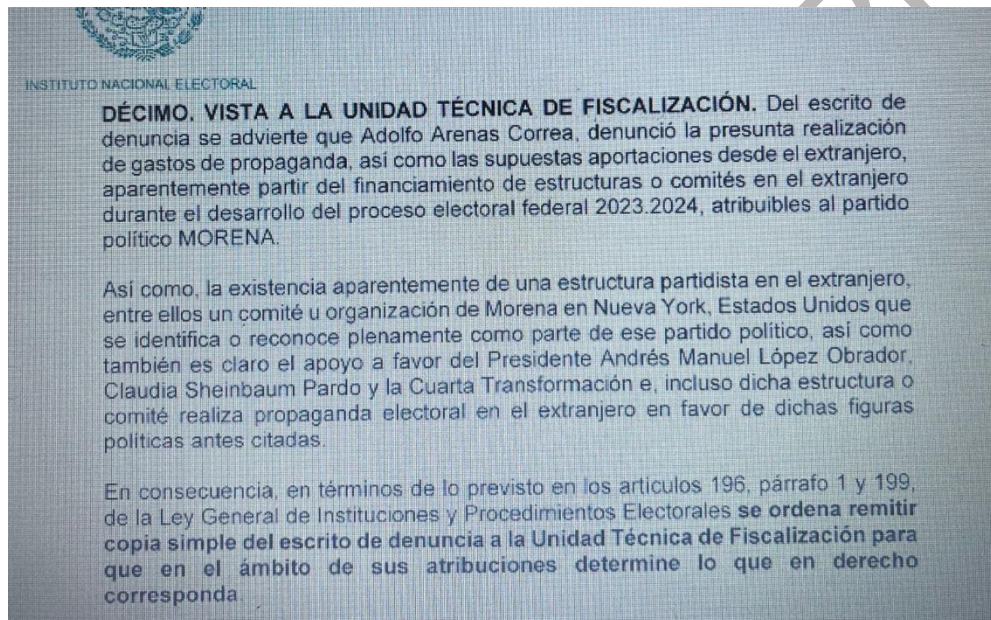 INSTITUTO NACIONAL ELECTORAL
DÉCIMO. VISTA A LA UNIDAD TÉCNICA DE FISCALIZACIÓN. Del escrito de
denuncia se advierte que Adolfo Arenas Correa, denunció la presunta realización
de gastos de propaganda, así como las supuestas aportaciones desde el extranjero,
aparentemente partir del financiamiento de estructuras o comités en el extranjero
durante el desarrollo del proceso electoral federal 2023.2024, atribuibles al partido
político MORENA.
Así como, la existencia aparentemente de una estructura partidista en el extranjero,
entre ellos un comité u organización de Morena en Nueva York, Estados Unidos que
se identifica o reconoce plenamente como parte de ese partido político, así como
también es claro el apoyo a favor del Presidente Andrés Manuel López Obrador,
Claudia Sheinbaum Pardo y la Cuarta Transformación e, incluso dicha estructura o
comité realiza propaganda electoral en el extranjero en favor de dichas figuras
políticas antes citadas.
En consecuencia, en términos de lo previsto en los artículos 196, párrafo 1 y 199,
de la Ley General de Instituciones y Procedimientos Electorales se ordena remitir
copia simple del escrito de denuncia a la Unidad Técnica de Fiscalización para
que en el ámbito de sus atribuciones determine lo que en derecho
corresponda.